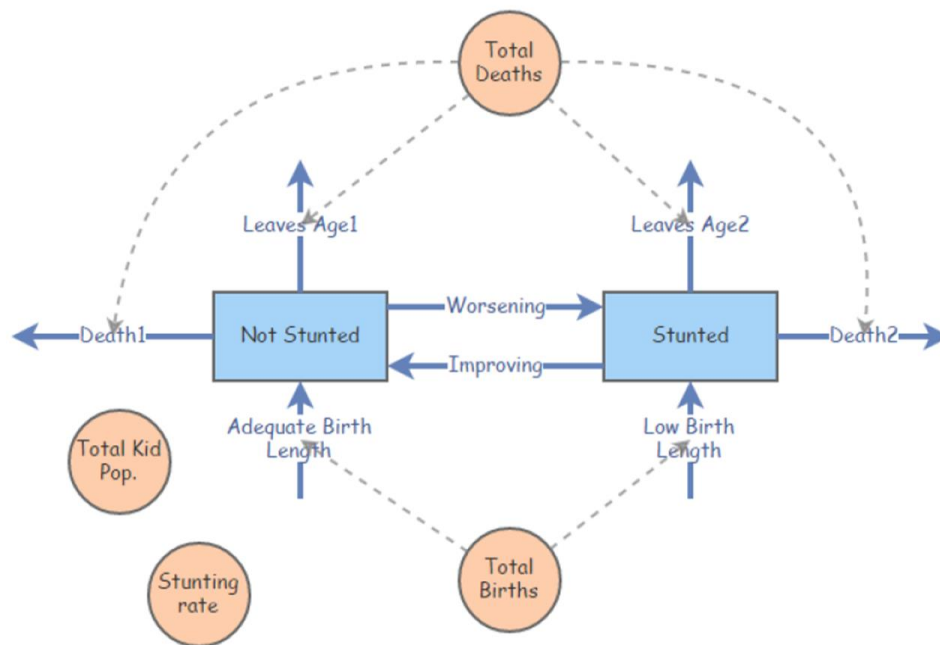 Total
Deaths
Leaves Age1
Leaves Age2
Worsening
Death1
Not Stunted
Stunted
Death2
Improving
Adequate Birth
Length
Low Birth
Length
Total Kid
Pop.
Total
Births
Stunting
rate